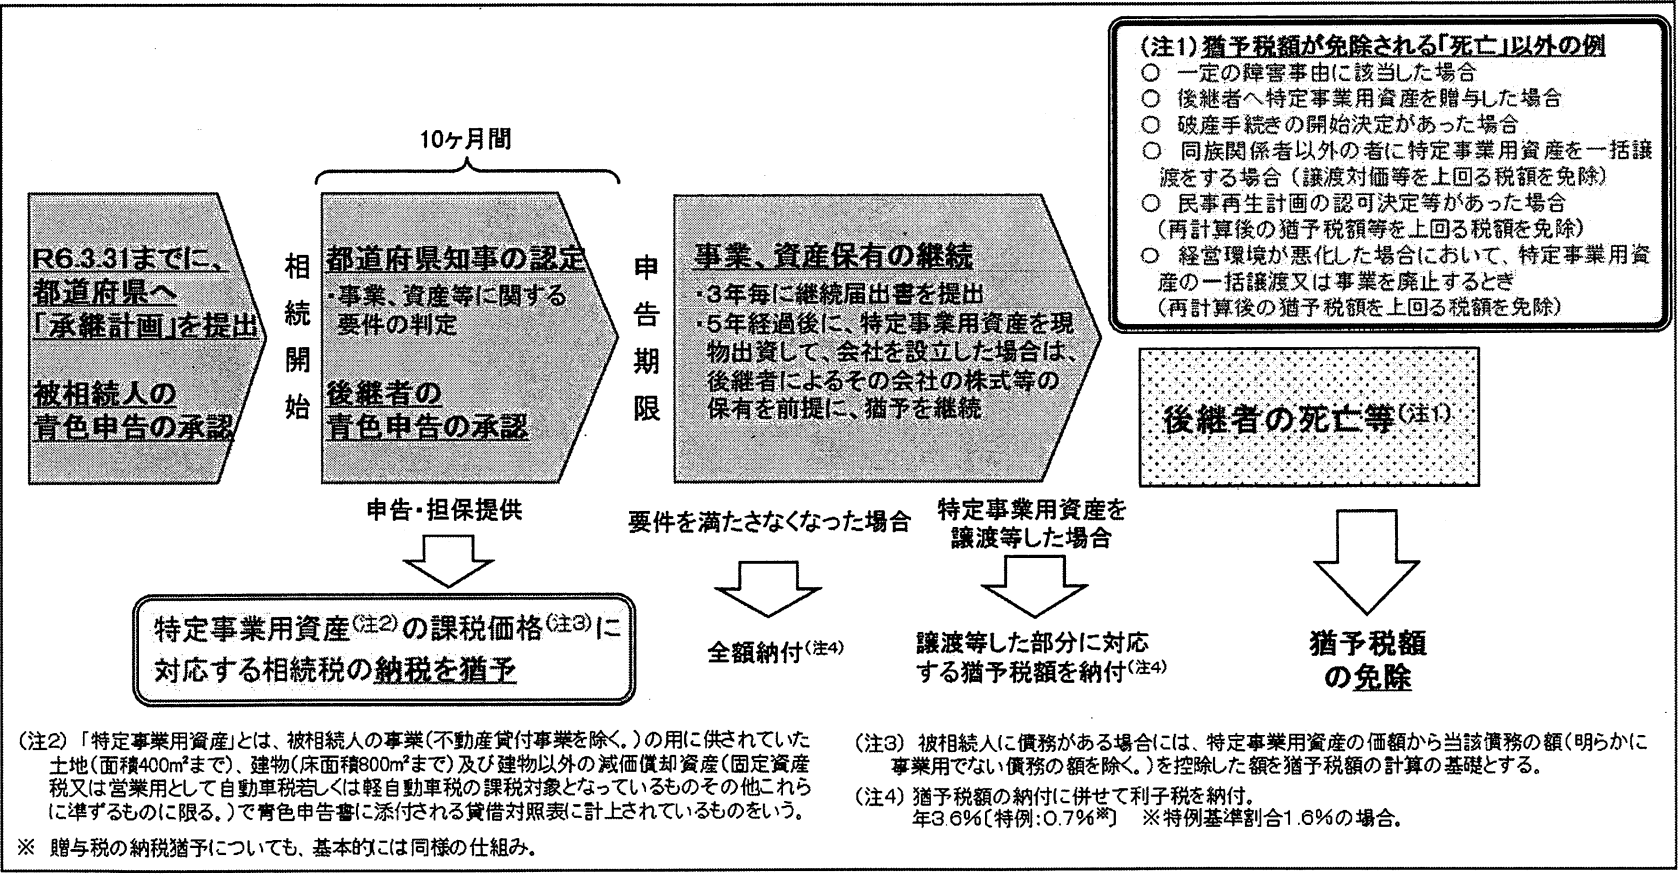 10ヶ月間
R6.3.31までに、
都道府県へ
「承継計画」を提出
被相続人の
青色申告の承認
相続開始
都道府県知事の認定
・事業、資産等に関する
要件の判定
後継者の
青色申告の承認
申告期限
事業、資産保有の継続
・3年毎に継続届出書を提出
・5年経過後に、特定事業用資産を現
物出資して、会社を設立した場合は、
後継者によるその会社の株式等の
保有を前提に、猶予を継続
(注1)猶予税額が免除される「死亡」以外の例
○ 一定の障害事由に該当した場合
○ 後継者へ特定事業用資産を贈与した場合
○ 破産手続きの開始決定があった場合
○ 同族関係者以外の者に特定事業用資産を一括譲
渡をする場合(譲渡対価等を上回る税額を免除)
○ 民事再生計画の認可決定等があった場合
(再計算後の猶予税額等を上回る税額を免除)
○ 経営環境が悪化した場合において、特定事業用資
産の一括譲渡又は事業を廃止するとき
(再計算後の猶予税額を上回る税額を免除)
後継者の死亡等(注1)
申告・担保提供
特定事業用資産(注2)の課税価格(注3)に
対応する相続税の納税を猶予
要件を満たさなくなった場合
全額納付(注4)
特定事業用資産を
譲渡等した場合
譲渡等した部分に対応
する猶予税額を納付(注4)
猶予税額
の免除
(注2)「特定事業用資産」とは、被相続人の事業(不動産貸付事業を除く。)の用に供されていた
土地(面積400㎡まで)、建物(床面積800㎡まで)及び建物以外の減価償却資産(固定資産
税又は営業用として自動車税若しくは軽自動車税の課税対象となっているものその他これら
に準ずるものに限る。)で青色申告書に添付される貸借対照表に計上されているものをいう。
※ 贈与税の納税猶予についても、基本的には同様の仕組み。
(注3) 被相続人に債務がある場合には、特定事業用資産の価額から当該債務の額(明らかに
事業用でない債務の額を除く。)を控除した額を猶予税額の計算の基礎とする。
(注4) 猶予税額の納付に併せて利子税を納付。
年3.6%〔特例:0.7%※〕 ※特例基準割合1.6%の場合。